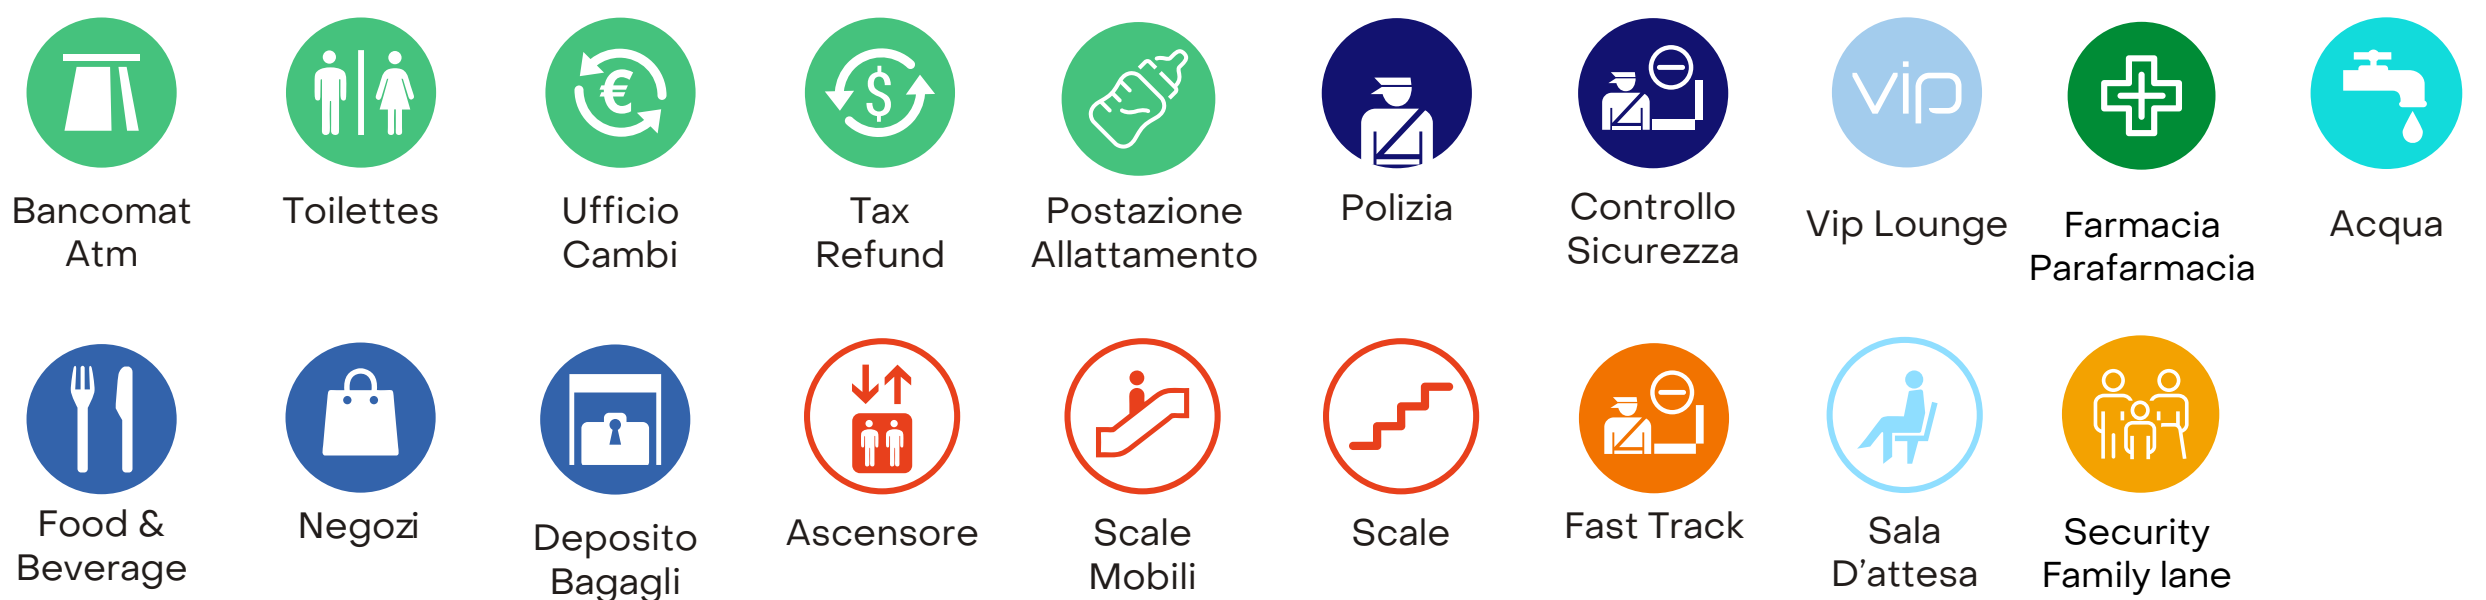 €
$
vip
Bancomat
Atm
Toilettes
Ufficio
Cambi
Tax
Refund
Postazione
Allattamento
Polizia
Controllo
Sicurezza
Vip Lounge
Farmacia
Parafarmacia
Acqua
Food &
Beverage
Negozi
Deposito
Bagagli
Ascensore
Scale
Mobili
Scale
Fast Track
Sala
D’attesa
Security
Family lane